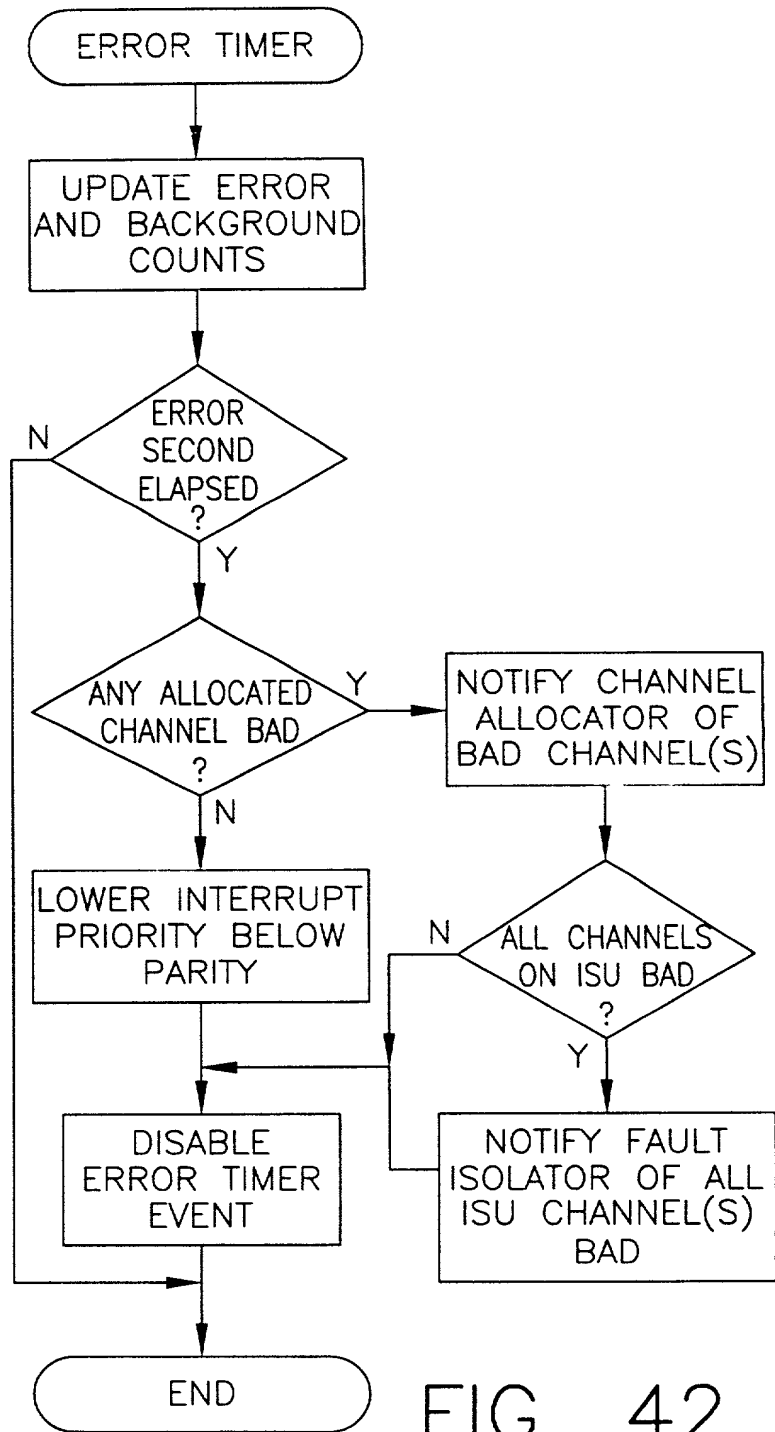 ERROR TIMER
UPDATE ERROR
AND BACKGROUND
COUNTS
ERROR
SECOND
ELAPSED
?
N
Y
ANY ALLOCATED
CHANNEL BAD
?
Y
N
NOTIFY CHANNEL
ALLOCATOR OF
BAD CHANNEL(S)
LOWER INTERRUPT
PRIORITY BELOW
PARITY
ALL CHANNELS
ON ISU BAD
?
N
Y
DISABLE
ERROR TIMER
EVENT
NOTIFY FAULT
ISOLATOR OF ALL
ISU CHANNEL(S)
BAD
END
FIG. 42